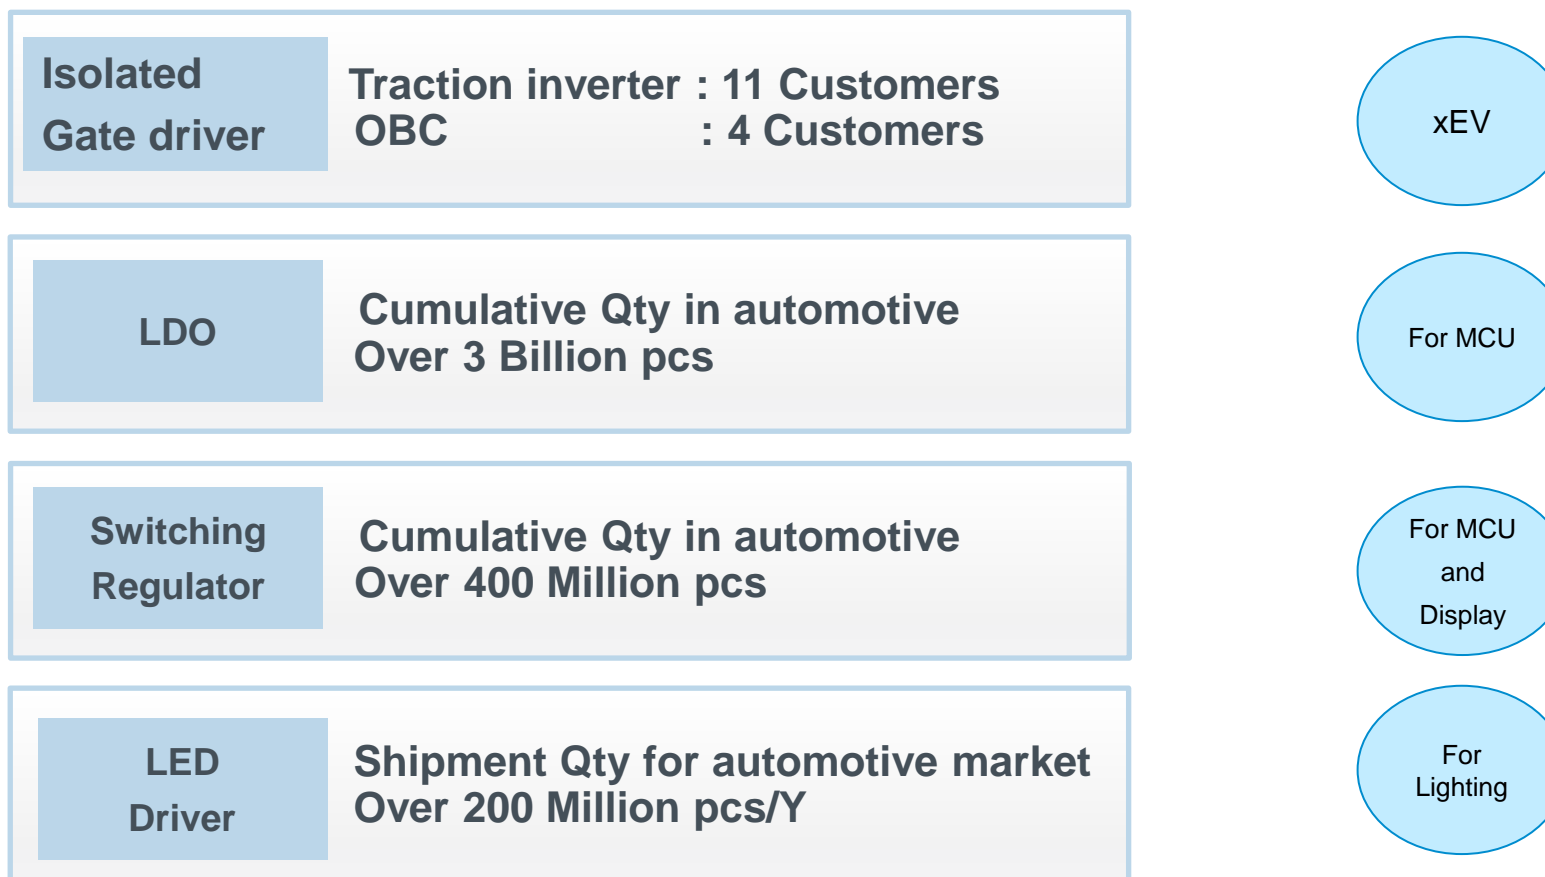 Isolated
Gate driver
Traction inverter : 11 Customers
OBC : 4 Customers
xEV
LDO
Cumulative Qty in automotive
Over 3 Billion pcs
For MCU
Switching
Regulator
Cumulative Qty in automotive
Over 400 Million pcs
For MCU
and
Display
LED
Driver
Shipment Qty for automotive market
Over 200 Million pcs/Y
For
Lighting